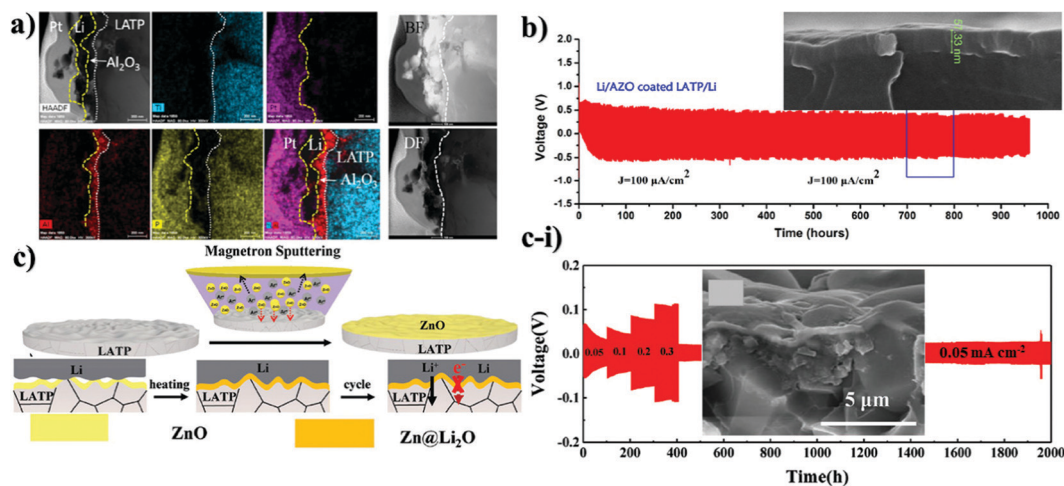 a)
Pt
Li
LATP
Al₂O₃
HAADF
Ti
Pt
BF
Al
P
Pt
Li
LATP
Al₂O₃
DF
b)
Li/AZO coated LATP/Li
J=100 μA/cm²
J=100 μA/cm²
Voltage (V)
1.5
1.0
0.5
0.0
-0.5
-1.0
-1.5
0
100
200
300
400
500
600
700
800
900
1000
Time (hours)
c)
Magnetron Sputtering
LATP
ZnO
LATP
Li
LATP
heating
Li
LATP
cycle
Li⁺
e⁻
Li
LATP
ZnO
Zn@Li₂O
c-i)
Voltage(V)
0.2
0.1
0.0
-0.1
-0.2
0.05
0.1
0.2
0.3
5 μm
0.05 mA cm⁻²
0
200
400
600
800
1000
1200
1400
1600
1800
2000
Time(h)